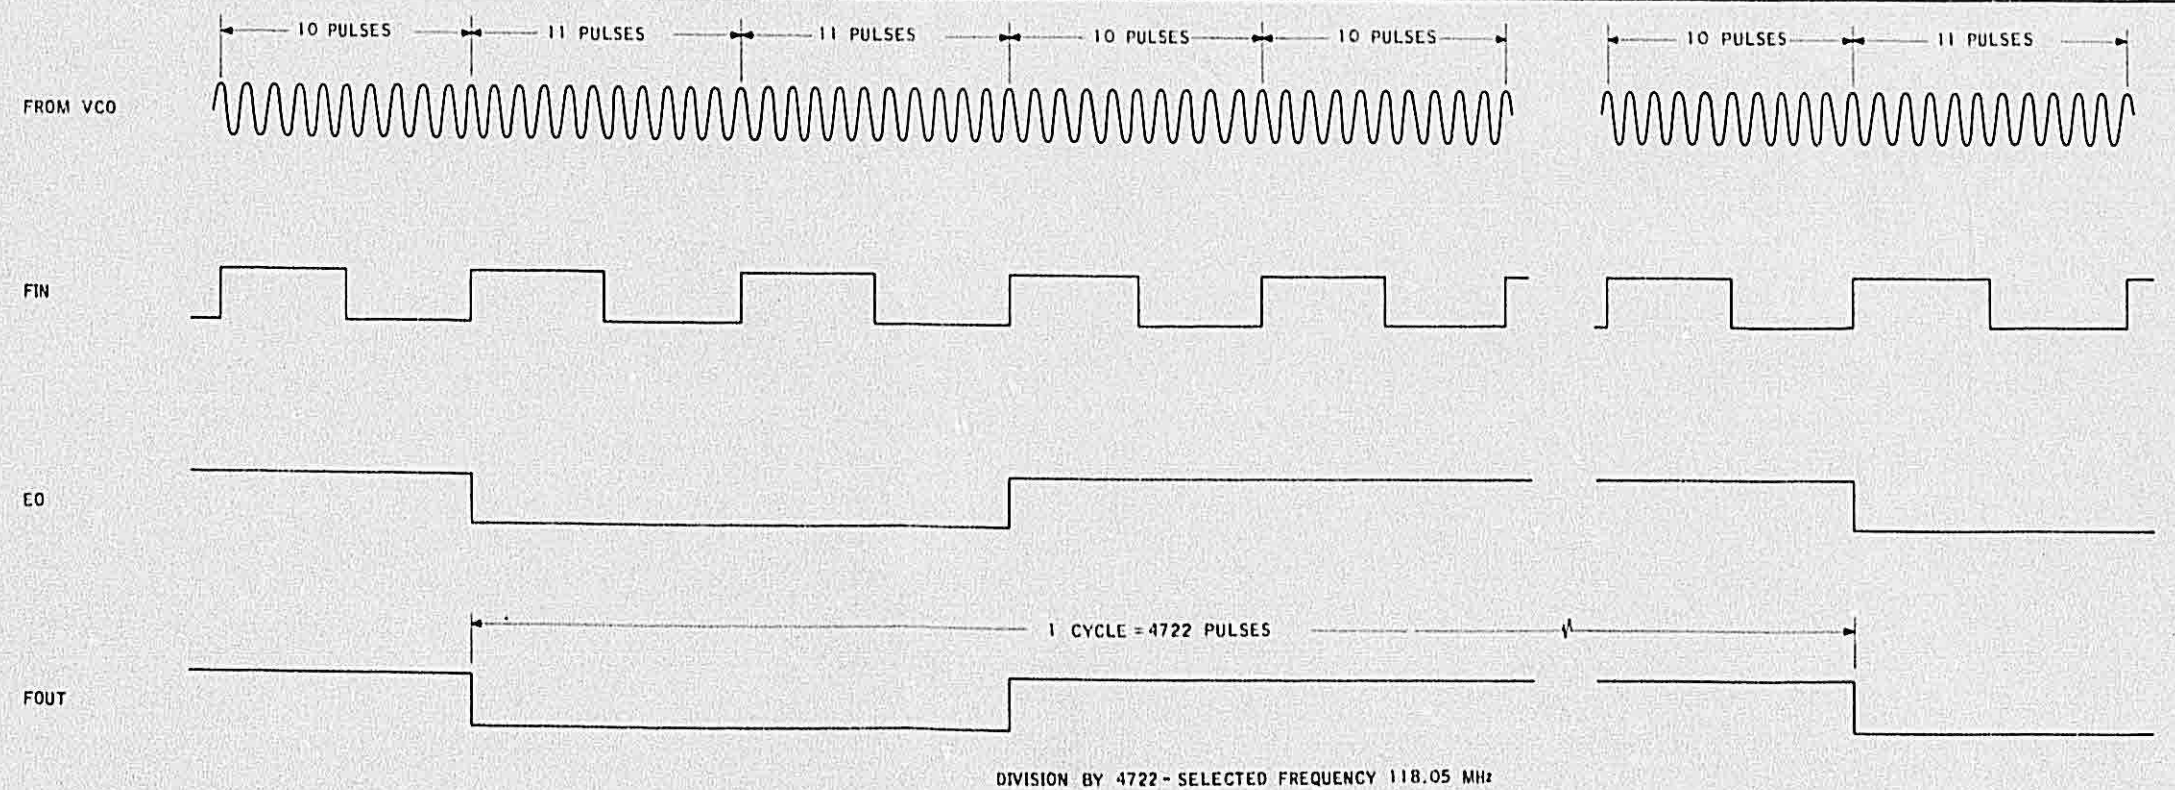 10 PULSES 11 PULSES 11 PULSES 10 PULSES 10 PULSES 10 PULSES 11 PULSES
FROM VCO
FIN
EO
1 CYCLE = 4722 PULSES
FOUT
DIVISION BY 4722 - SELECTED FREQUENCY 118.05 MHz